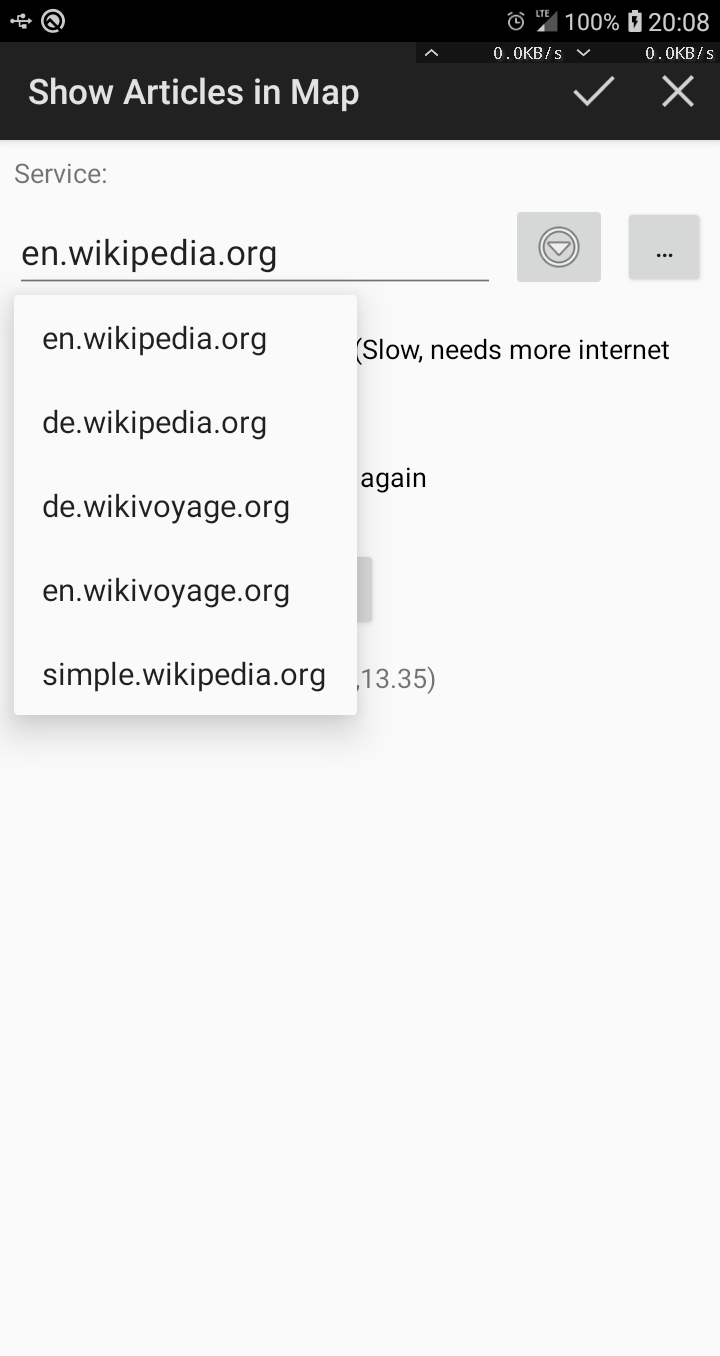 LTE 100% 20:08
0.0KB/s 0.0KB/s
Show Articles in Map
Service:
en.wikipedia.org
...
en.wikipedia.org
(Slow, needs more internet
de.wikipedia.org
again
de.wikivoyage.org
en.wikivoyage.org
simple.wikipedia.org
,13.35)